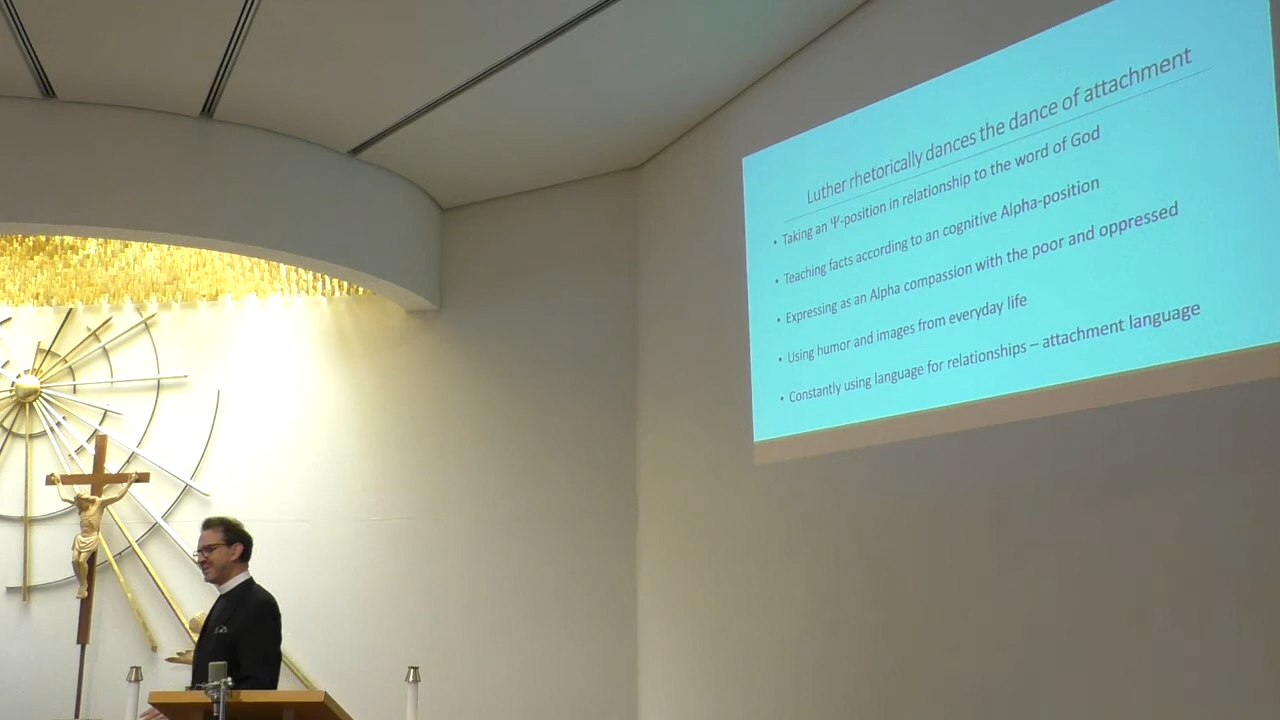 Luther rhetorically dances the dance of attachment
• Taking an Ψ-position in relationship to the word of God
• Teaching facts according to an cognitive Alpha-position
• Expressing as an Alpha compassion with the poor and oppressed
• Using humor and images from everyday life
• Constantly using language for relationships – attachment language